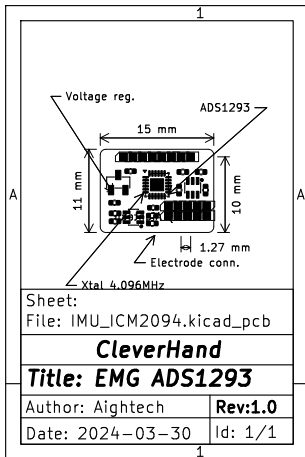 1
Voltage reg.
ADS1293
15 mm
11 mm
10 mm
A
A
1.27 mm
Electrode conn.
Xtal 4.096MHz
Sheet:
File: IMU_ICM2094.kicad_pcb
CleverHand
Title: EMG ADS1293
Author: Aightech
Rev:1.0
Date: 2024-03-30
Id: 1/1
1